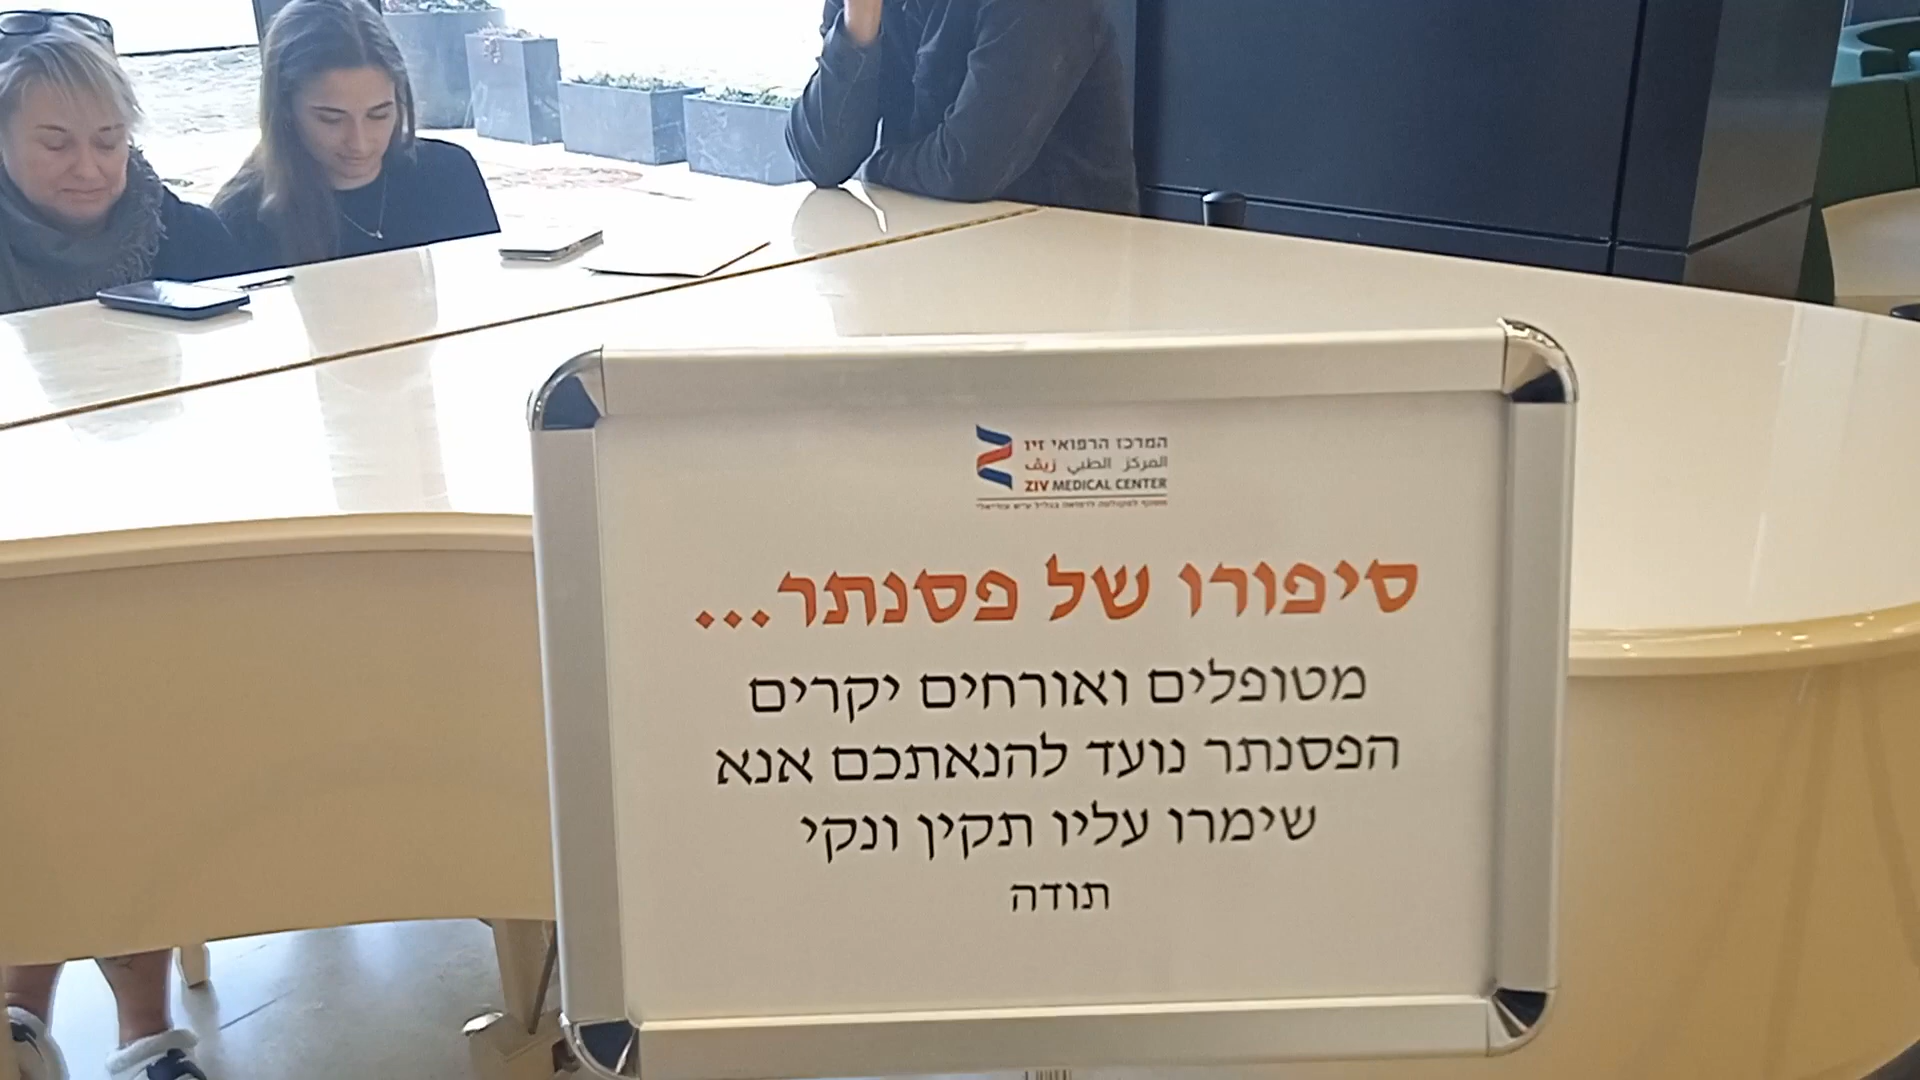 המרכז הרפואי זיו
المركز الطبي زيڤ
ZIV MEDICAL CENTER
סיפורו של פסנתר...
מטופלים ואורחים יקרים
הפסנתר נועד להנאתכם אנא
שימרו עליו תקין ונקי
תודה